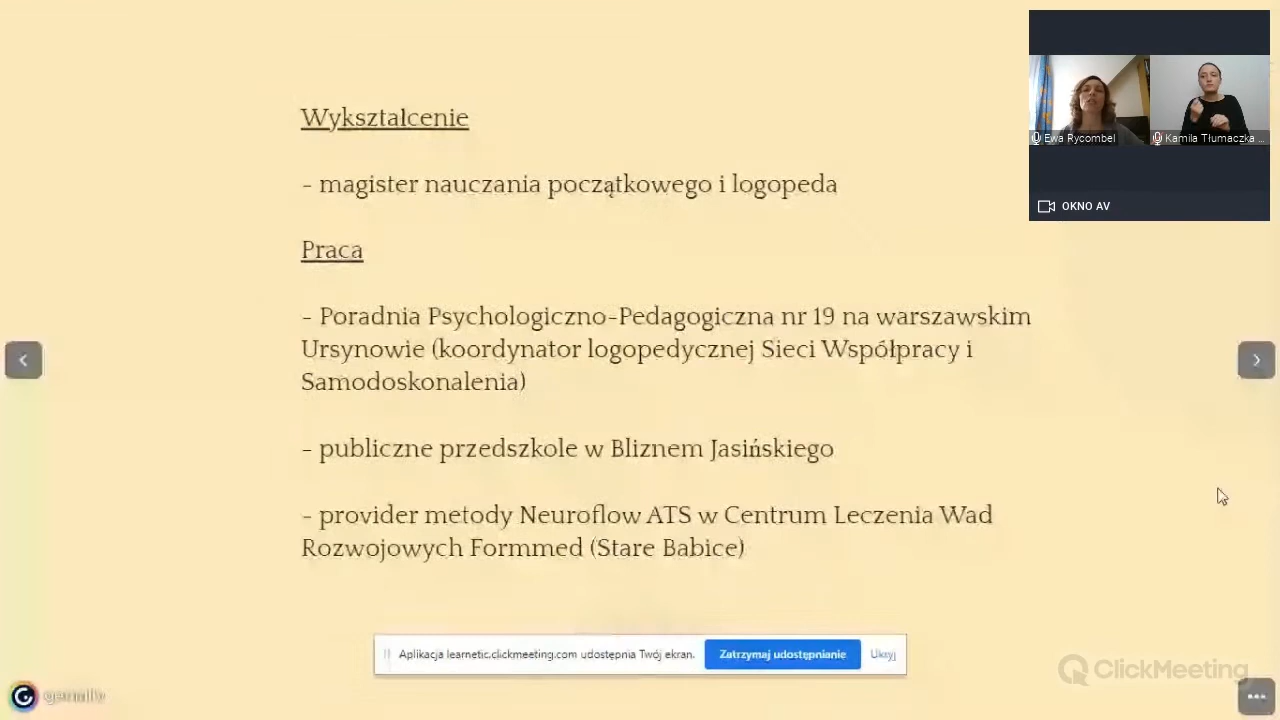 Wykształcenie
- magister nauczania początkowego i logopeda
Praca
- Poradnia Psychologiczno-Pedagogiczna nr 19 na warszawskim
Ursynowie (koordynator logopedycznej Sieci Współpracy i
Samodoskonalenia)
- publiczne przedszkole w Bliznem Jasińskiego
- provider metody Neuroflow ATS w Centrum Leczenia Wad
Rozwojowych Formmed (Stare Babice)
Ewa Rycombel
Kamila Tłumaczka ...
OKNO AV
Aplikacja learnetic.clickmeeting.com udostępnia Twój ekran.
Zatrzymaj udostępnianie
Ukryj
ClickMeeting
genially